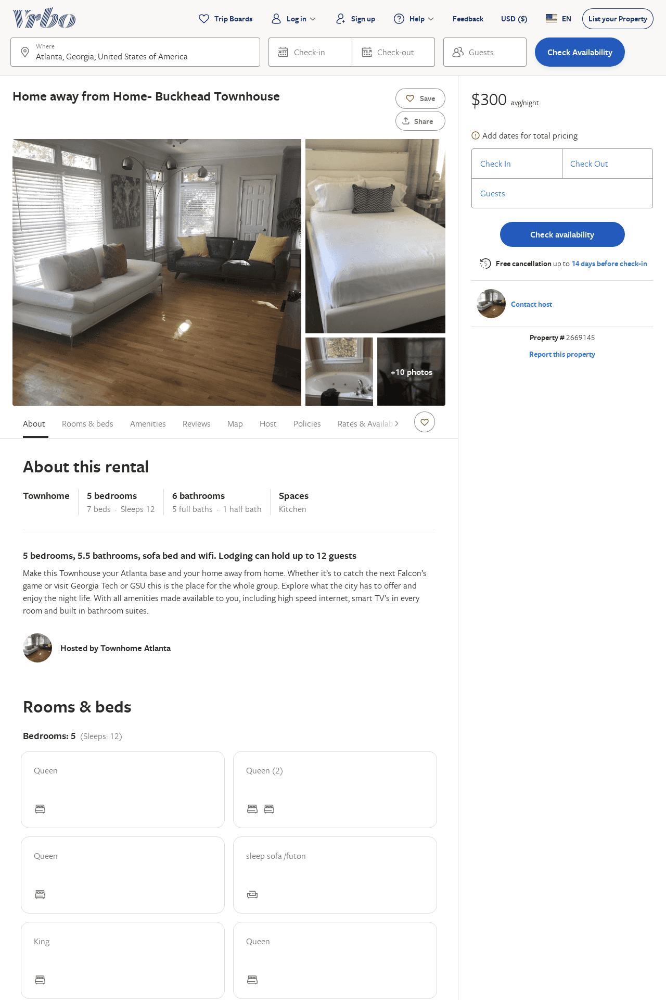 Vrbo
Trip Boards
Log in
Sign up
Help
Feedback
USD ($)
EN
List your Property
Where
Atlanta, Georgia, United States of America
Check-in
Check-out
Guests
Check Availability
Home away from Home- Buckhead Townhouse
Save
Share
+10 photos
$300 avg/night
Add dates for total pricing
Check In
Check Out
Guests
Check availability
Free cancellation up to 14 days before check-in
Contact host
Property # 2669145
Report this property
About
Rooms & beds
Amenities
Reviews
Map
Host
Policies
Rates & Availab
About this rental
Townhome
5 bedrooms
7 beds · Sleeps 12
6 bathrooms
5 full baths · 1 half bath
Spaces
Kitchen
5 bedrooms, 5.5 bathrooms, sofa bed and wifi. Lodging can hold up to 12 guests
Make this Townhouse your Atlanta base and your home away from home. Whether it’s to catch the next Falcon’s
game or visit Georgia Tech or GSU this is the place for the whole group. Explore what the city has to offer and
enjoy the night life. With all amenities made available to you, including high speed internet, smart TV’s in every
room and built in bathroom suites.
Hosted by Townhome Atlanta
Rooms & beds
Bedrooms: 5 (Sleeps: 12)
Queen
Queen (2)
Queen
sleep sofa /futon
King
Queen